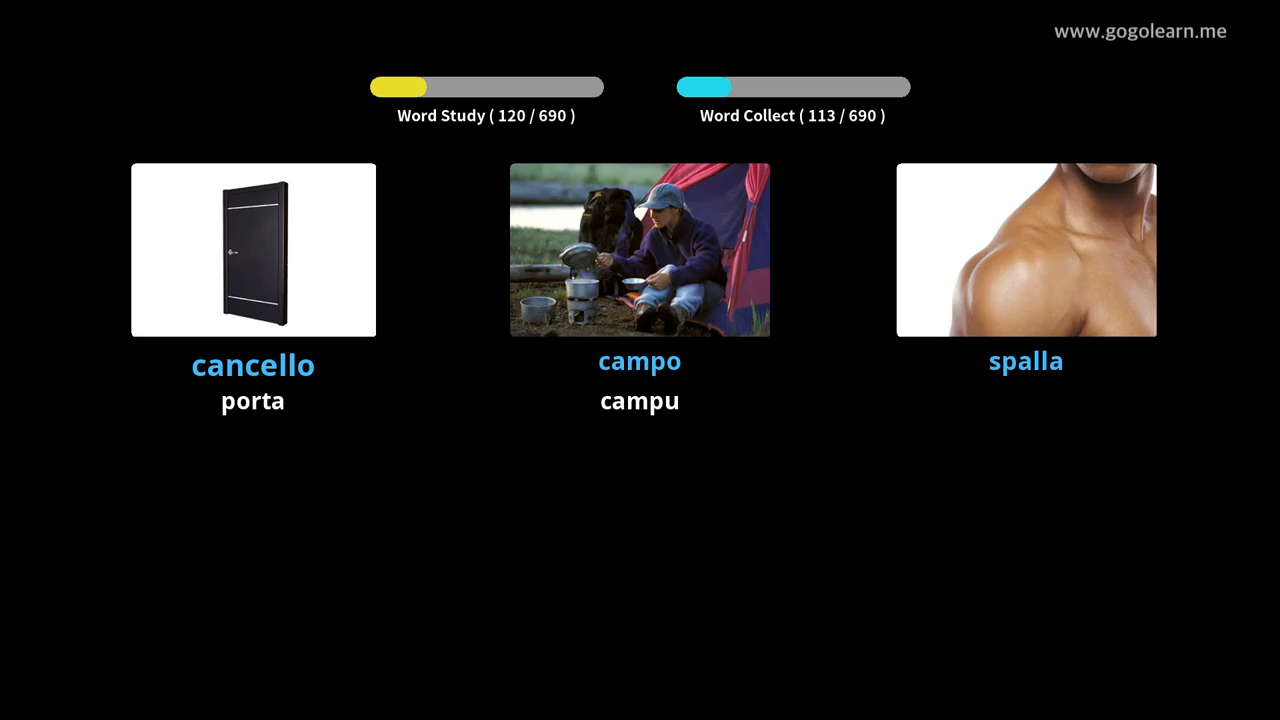 www.gogolearn.me
Word Study ( 120 / 690 )
Word Collect ( 113 / 690 )
cancello
campo
spalla
porta
campu